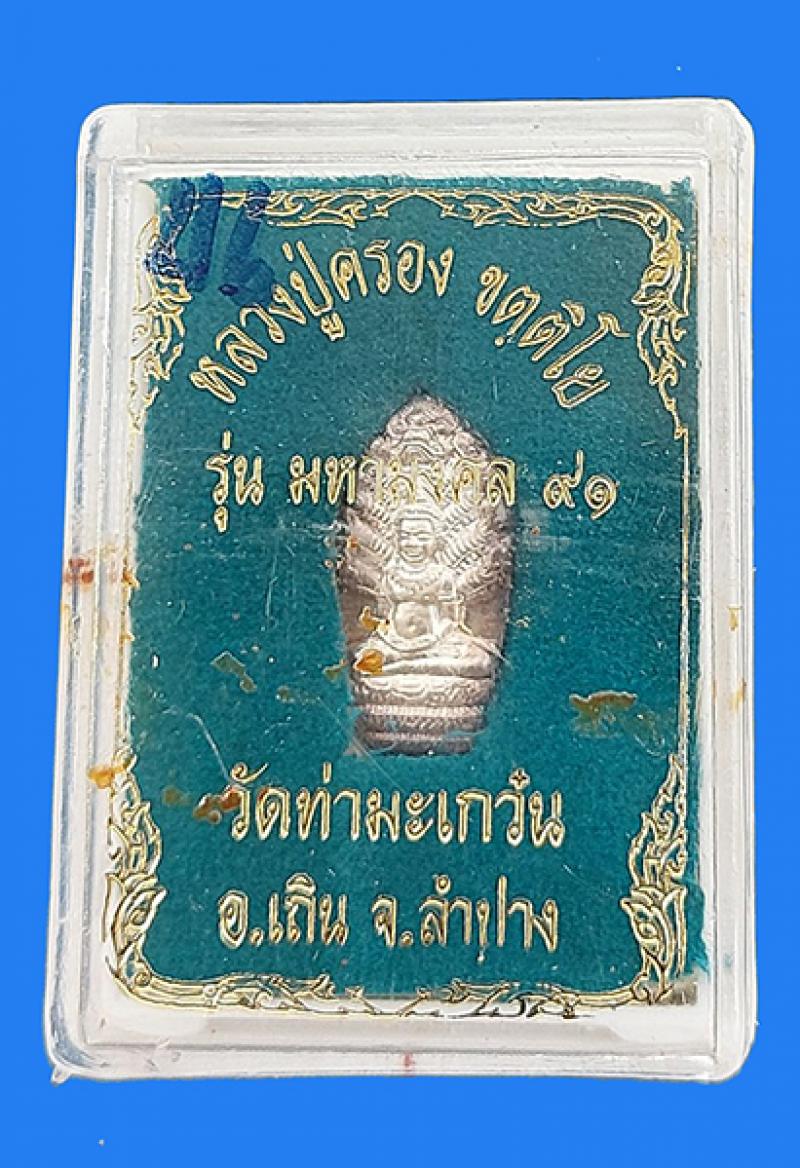 หลวงปู่ครอง ขตฺติโย
รุ่น มหามงคล ๙๑
วัดท่ามะเกว๋น
อ.เถิน จ.ลำปาง